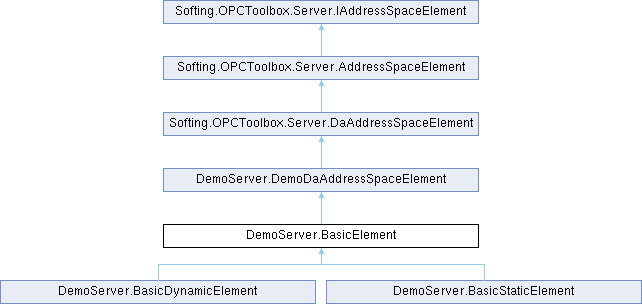 Softing.OPCToolbox.Server.IAddressSpaceElement
Softing.OPCToolbox.Server.AddressSpaceElement
Softing.OPCToolbox.Server.DaAddressSpaceElement
DemoServer.DemoDaAddressSpaceElement
DemoServer.BasicElement
DemoServer.BasicDynamicElement
DemoServer.BasicStaticElement